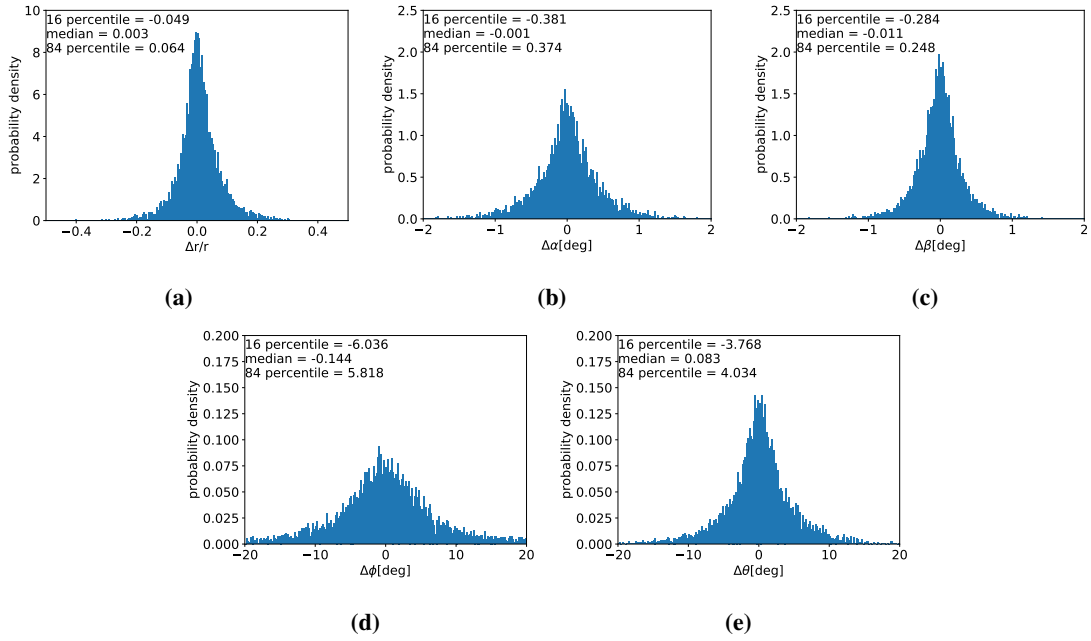 16 percentile = -0.049
median = 0.003
84 percentile = 0.064
probability density
10
8
6
4
2
0
−0.4 −0.2 0.0 0.2 0.4
Δr/r
(a)
16 percentile = -0.381
median = -0.001
84 percentile = 0.374
probability density
2.5
2.0
1.5
1.0
0.5
0.0
−2 −1 0 1 2
Δα[deg]
(b)
16 percentile = -0.284
median = -0.011
84 percentile = 0.248
probability density
2.5
2.0
1.5
1.0
0.5
0.0
−2 −1 0 1 2
Δβ[deg]
(c)
16 percentile = -6.036
median = -0.144
84 percentile = 5.818
probability density
0.200
0.175
0.150
0.125
0.100
0.075
0.050
0.025
0.000
−20 −10 0 10 20
Δϕ[deg]
(d)
16 percentile = -3.768
median = 0.083
84 percentile = 4.034
probability density
0.200
0.175
0.150
0.125
0.100
0.075
0.050
0.025
0.000
−20 −10 0 10 20
Δθ[deg]
(e)